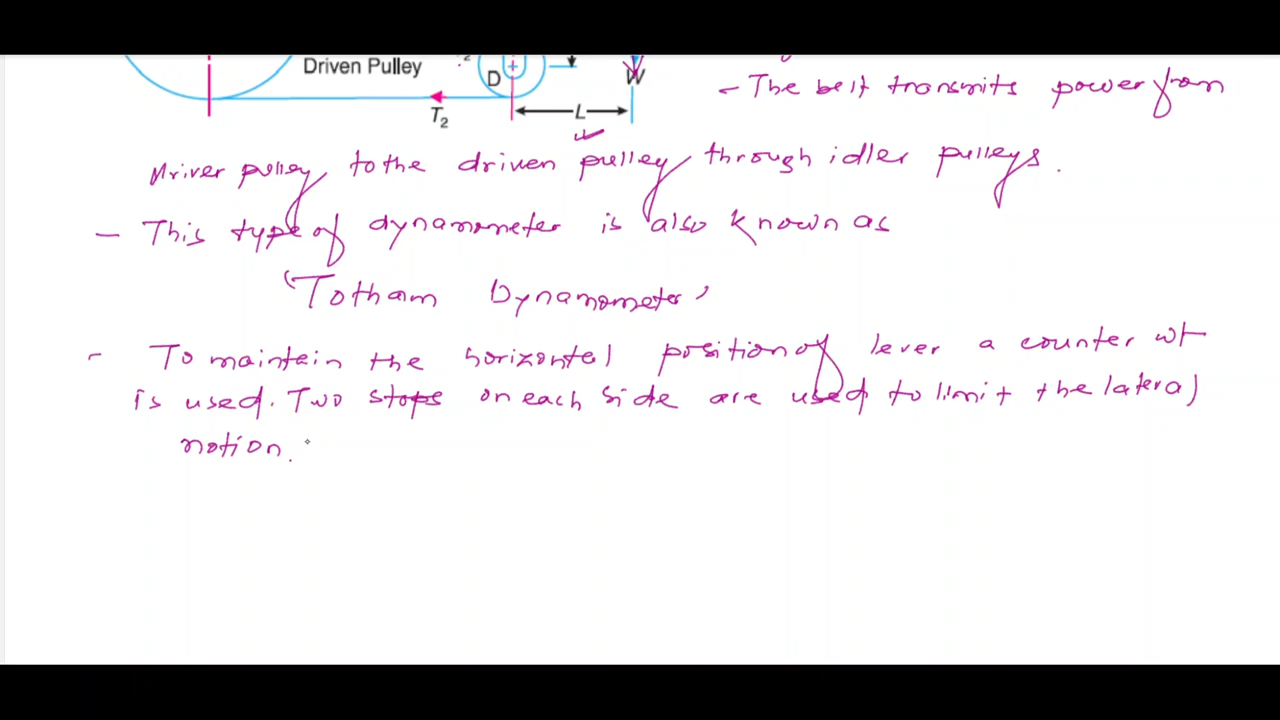 Driven Pulley
D
W
T2
L
- The belt transmits power from
driver pulley to the driven pulley through idler pulleys.
- This type of dynamometer is also known as
'Totham Dynamometer'
- To maintain the horizontal position of lever a counter wt
is used. Two stops on each side are used to limit the lateral
motion.